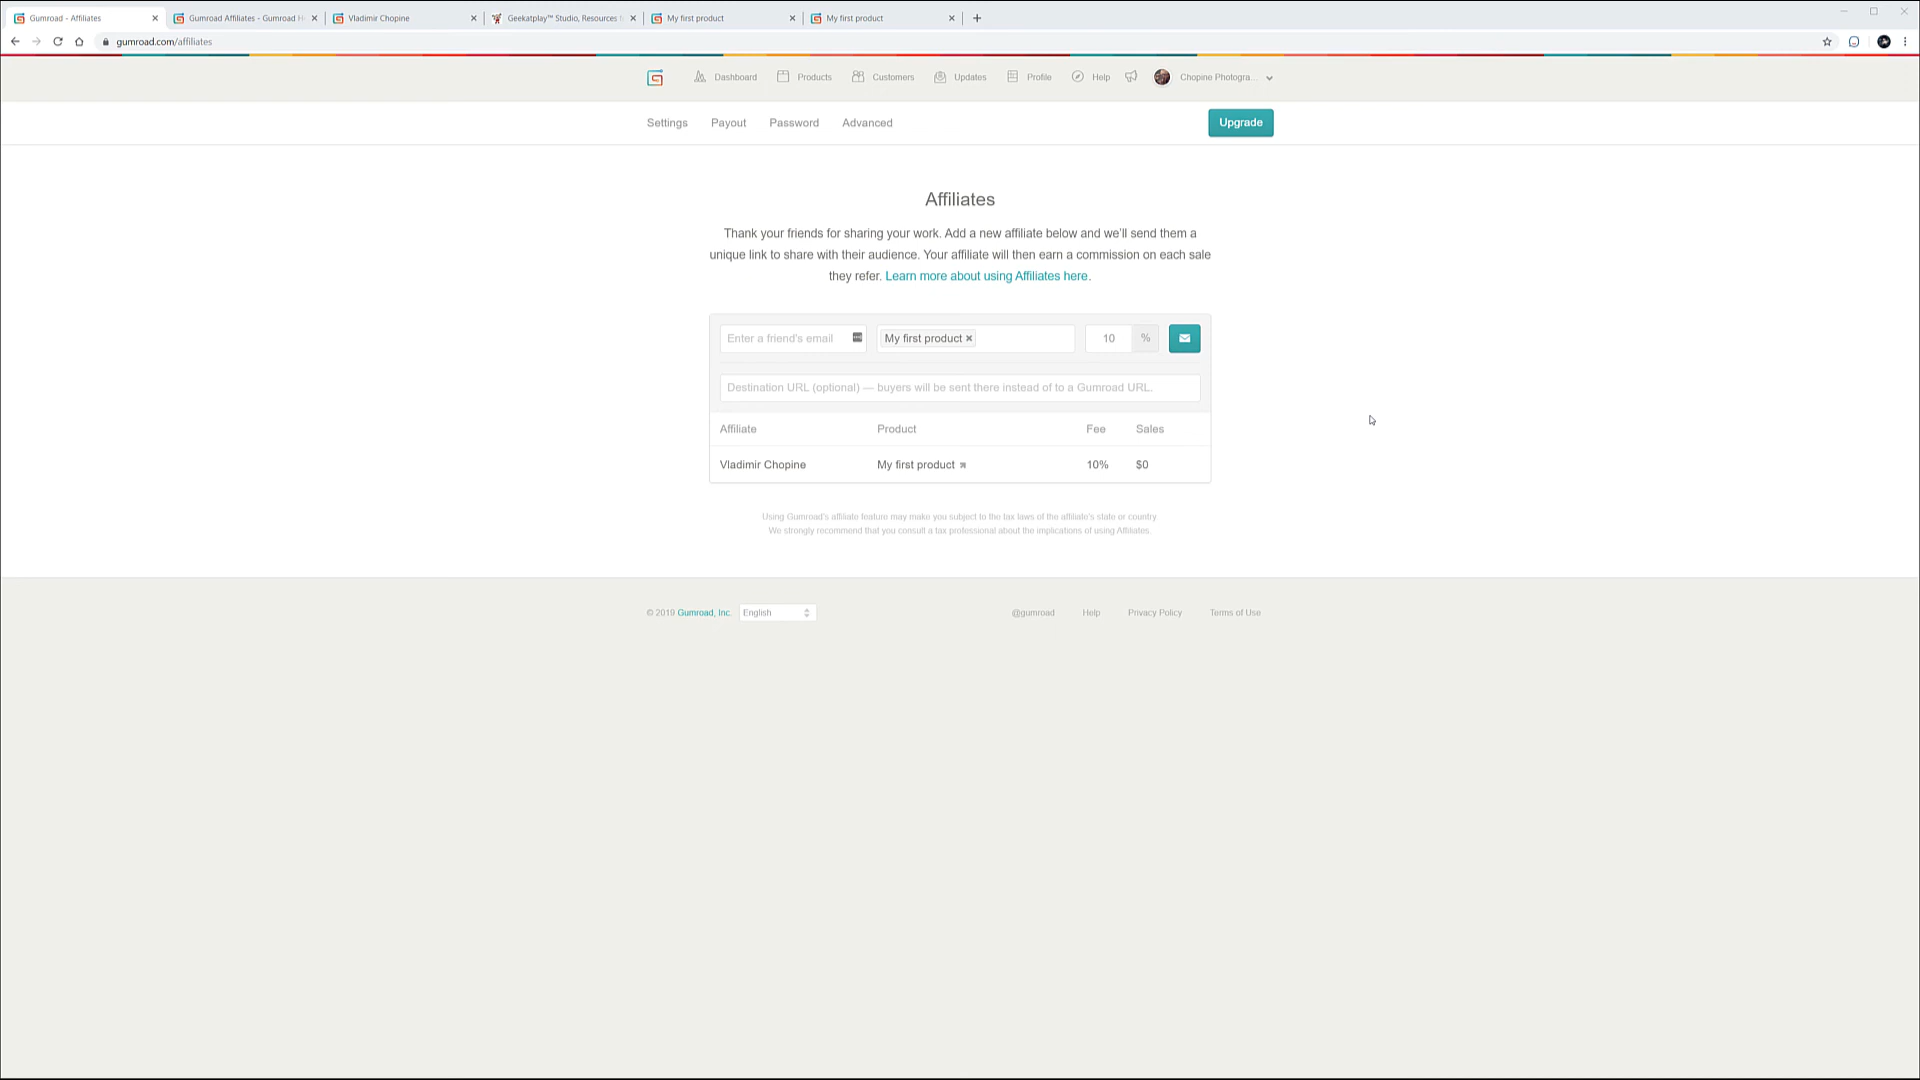 Gumroad - Affiliates
Gumroad Affiliates - Gumroad H
Vladimir Chopine
Geekatplay™ Studio, Resources f
My first product
My first product
gumroad.com/affiliates
Dashboard
Products
Customers
Updates
Profile
Help
Chopine Photogra...
Settings
Payout
Password
Advanced
Upgrade
Affiliates
Thank your friends for sharing your work. Add a new affiliate below and we'll send them a
unique link to share with their audience. Your affiliate will then earn a commission on each sale
they refer. Learn more about using Affiliates here.
Enter a friend's email
My first product ×
10 %
Destination URL (optional) — buyers will be sent there instead of to a Gumroad URL.
Affiliate Product Fee Sales
Vladimir Chopine My first product 10% $0
Using Gumroad's affiliate feature may make you subject to the tax laws of the affiliate's state or country.
We strongly recommend that you consult a tax professional about the implications of using Affiliates.
© 2019 Gumroad, Inc.
English
@gumroad
Help
Privacy Policy
Terms of Use